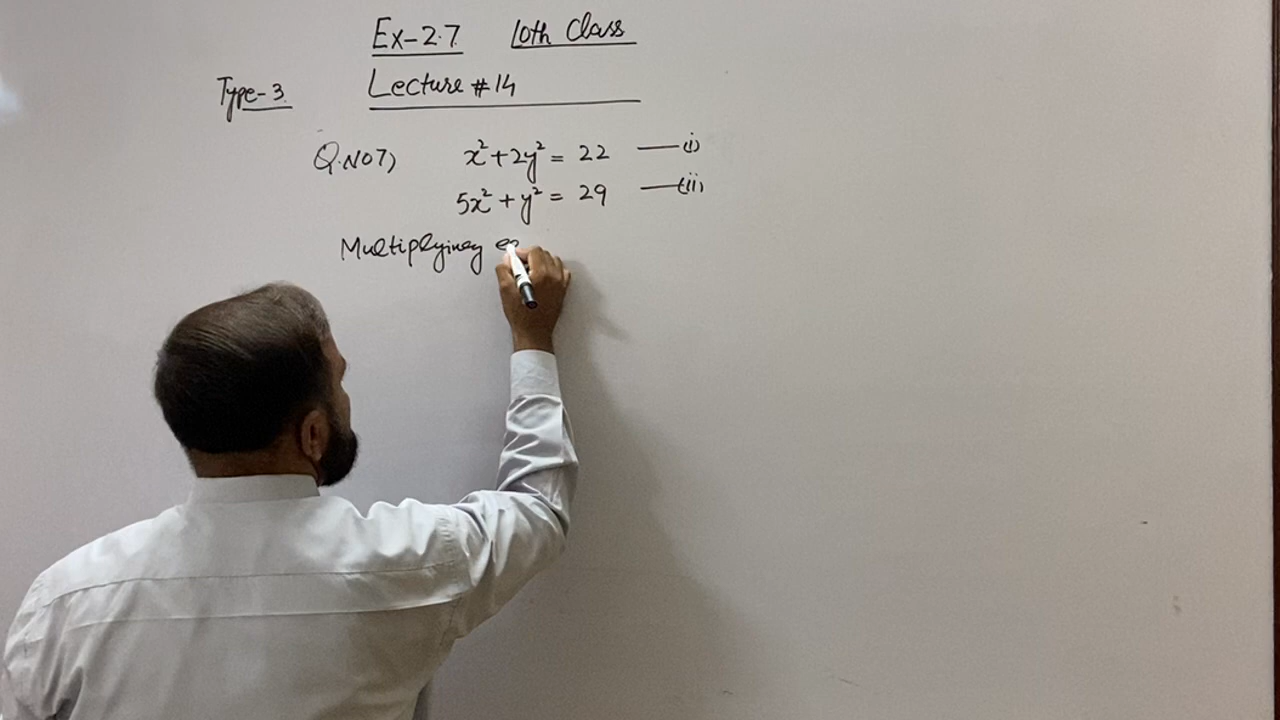 Ex-2.7 10th Class
Type-3. Lecture #14
Q.NO7) x²+2y² = 22 —(i)
5x²+y² = 29 —(ii)
Multiplying